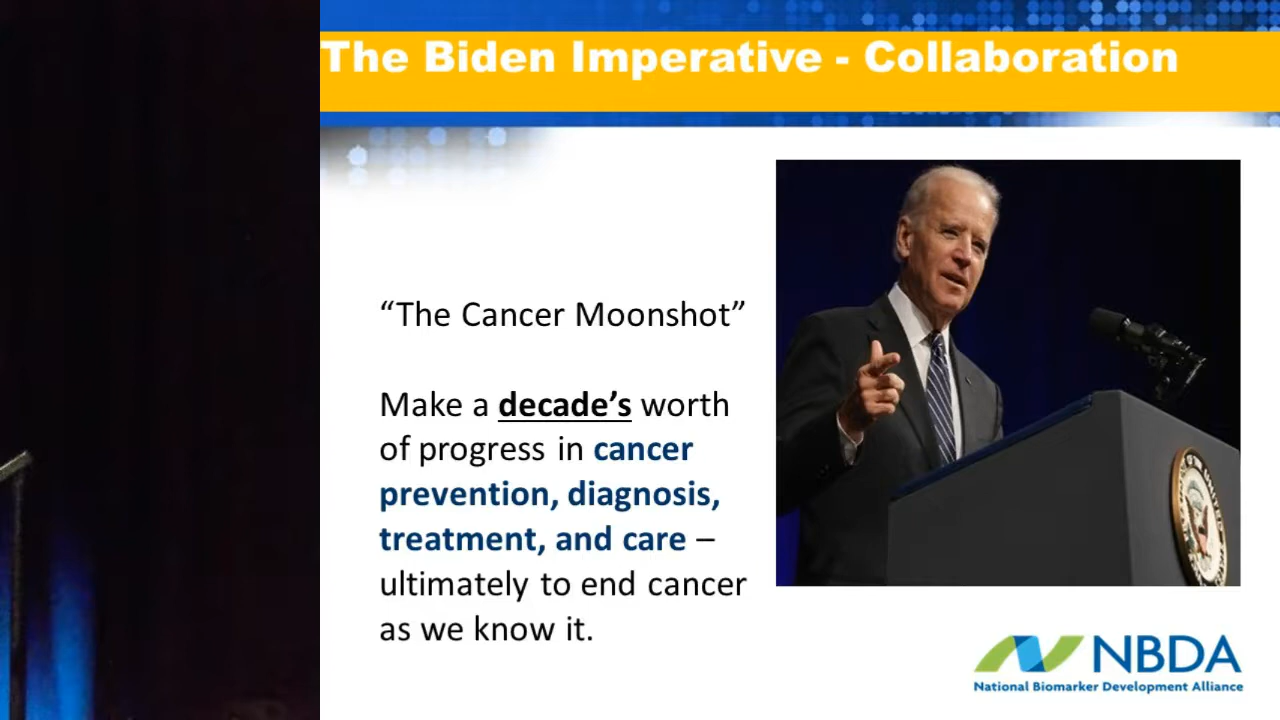 The Biden Imperative - Collaboration
“The Cancer Moonshot”
Make a decade’s worth
of progress in cancer
prevention, diagnosis,
treatment, and care –
ultimately to end cancer
as we know it.
NBDA
National Biomarker Development Alliance